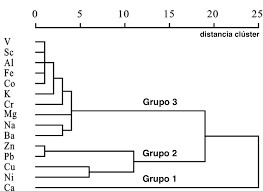 0 5 10 15 20 25
distancia clúster
V
Sc
Al
Fe
Co
K
Cr
Grupo 3
Mg
Na
Ba
Zn
Grupo 2
Pb
Cu
Ni
Grupo 1
Ca